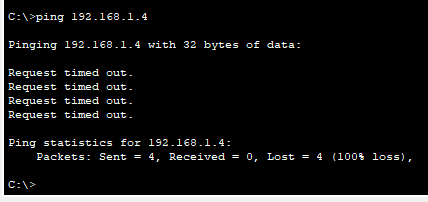 C:\>ping 192.168.1.4
Pinging 192.168.1.4 with 32 bytes of data:
Request timed out.
Request timed out.
Request timed out.
Request timed out.
Ping statistics for 192.168.1.4:
    Packets: Sent = 4, Received = 0, Lost = 4 (100% loss),
C:\>